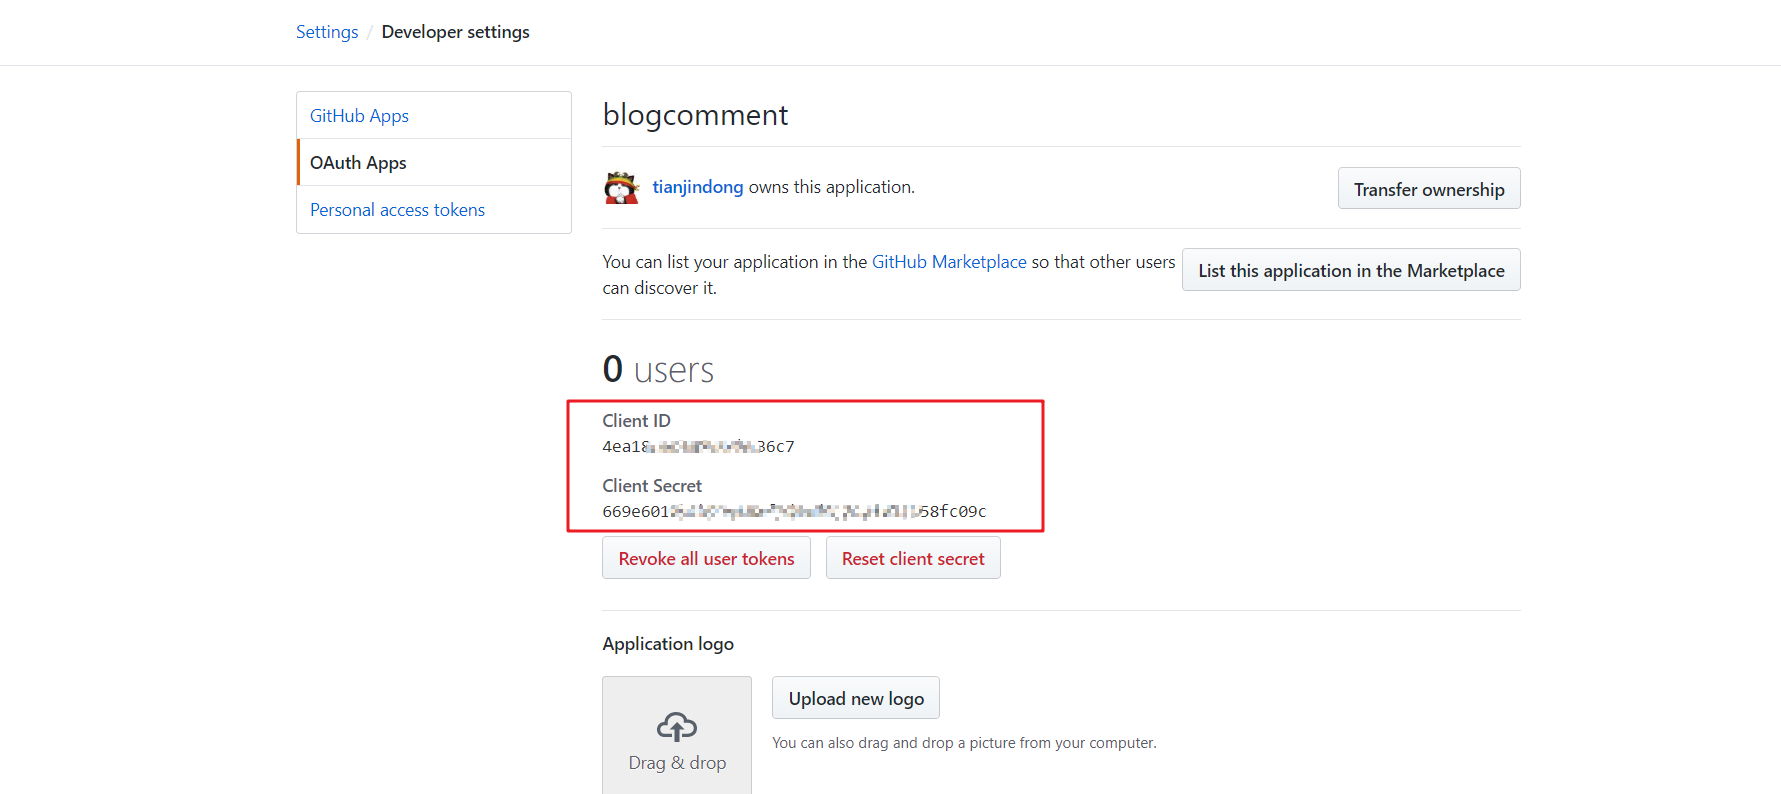 Settings / Developer settings
GitHub Apps
OAuth Apps
Personal access tokens
blogcomment
tianjindong owns this application.
Transfer ownership
You can list your application in the GitHub Marketplace so that other users
can discover it.
List this application in the Marketplace
0 users
Client ID
4ea18 36c7
Client Secret
669e601 58fc09c
Revoke all user tokens
Reset client secret
Application logo
Drag & drop
Upload new logo
You can also drag and drop a picture from your computer.